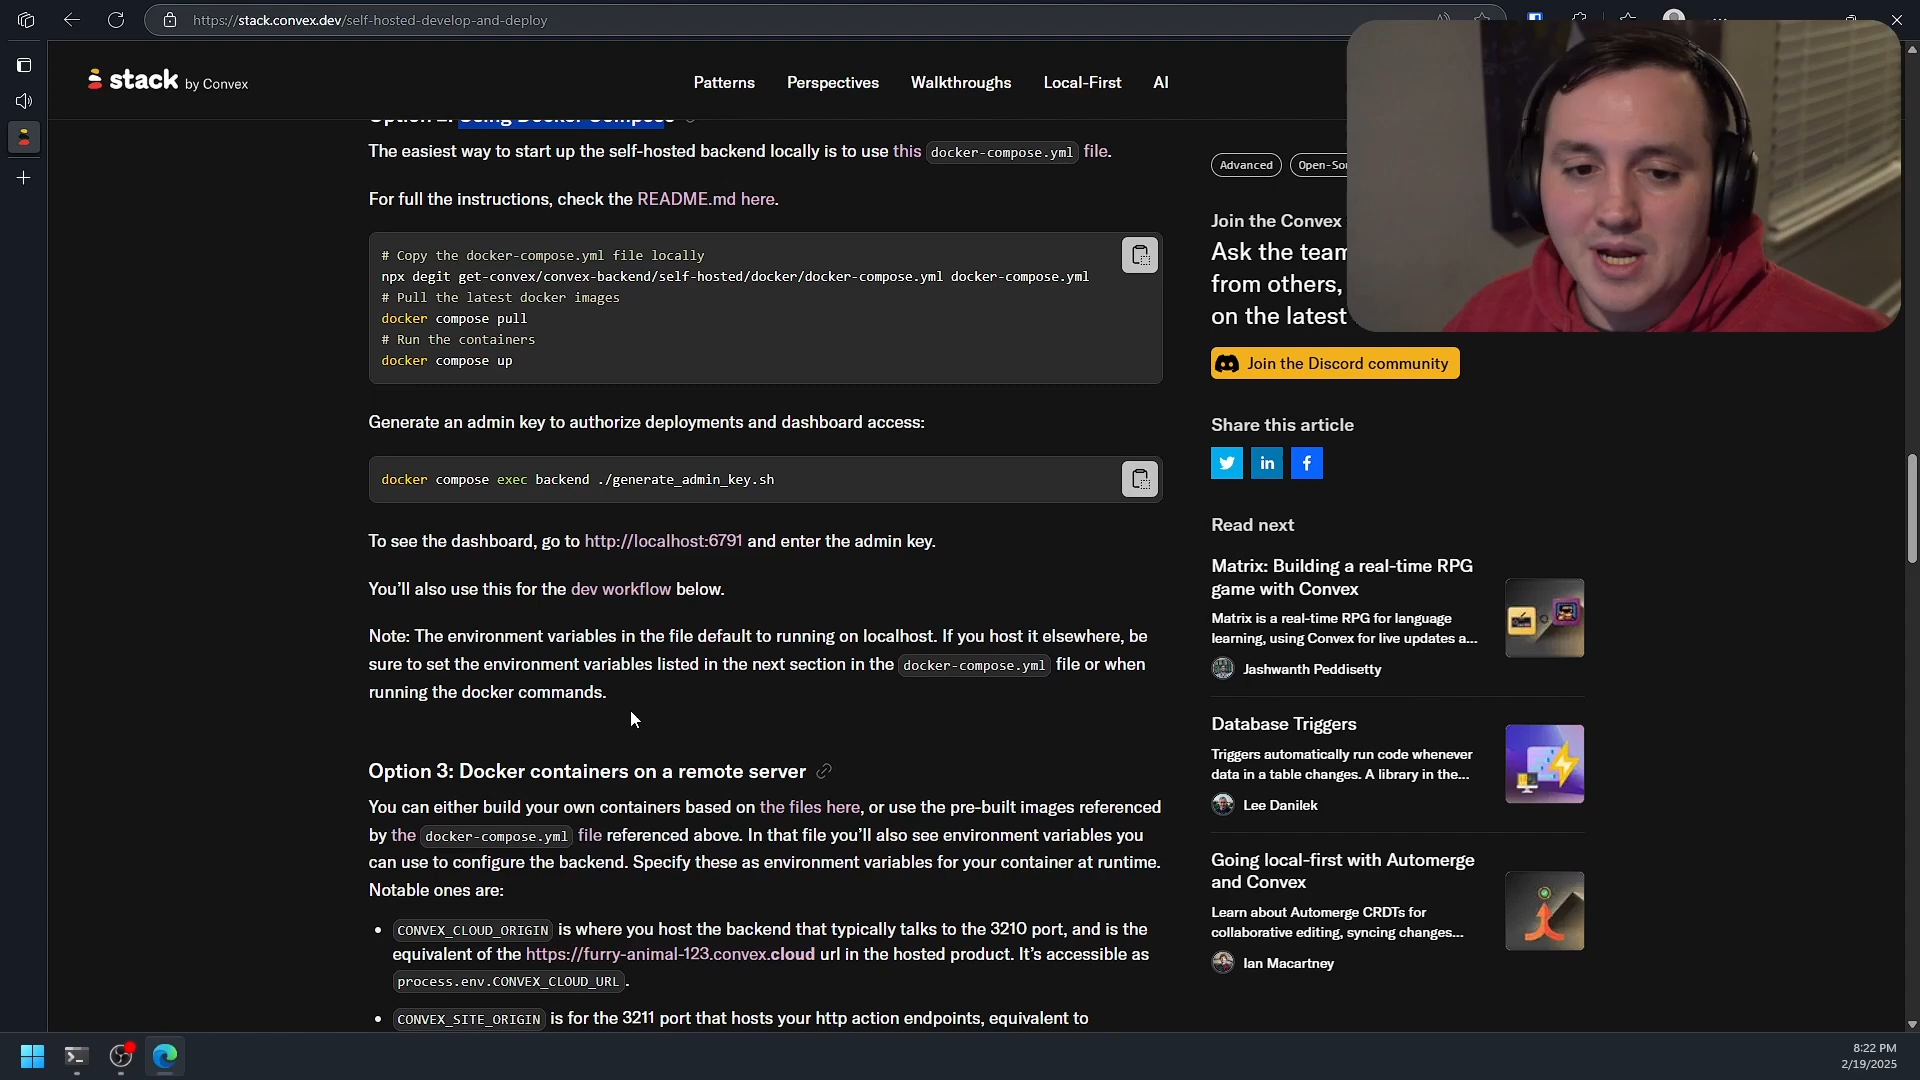 https://stack.convex.dev/self-hosted-develop-and-deploy
stack by Convex
Patterns
Perspectives
Walkthroughs
Local-First
AI
Option 2: Using Docker Compose
The easiest way to start up the self-hosted backend locally is to use this docker-compose.yml file.
For full the instructions, check the README.md here.
# Copy the docker-compose.yml file locally
npx degit get-convex/convex-backend/self-hosted/docker/docker-compose.yml docker-compose.yml
# Pull the latest docker images
docker compose pull
# Run the containers
docker compose up
Generate an admin key to authorize deployments and dashboard access:
docker compose exec backend ./generate_admin_key.sh
To see the dashboard, go to http://localhost:6791 and enter the admin key.
You’ll also use this for the dev workflow below.
Note: The environment variables in the file default to running on localhost. If you host it elsewhere, be
sure to set the environment variables listed in the next section in the docker-compose.yml file or when
running the docker commands.
Option 3: Docker containers on a remote server
You can either build your own containers based on the files here, or use the pre-built images referenced
by the docker-compose.yml file referenced above. In that file you’ll also see environment variables you
can use to configure the backend. Specify these as environment variables for your container at runtime.
Notable ones are:
• CONVEX_CLOUD_ORIGIN is where you host the backend that typically talks to the 3210 port, and is the
equivalent of the https://furry-animal-123.convex.cloud url in the hosted product. It’s accessible as
process.env.CONVEX_CLOUD_URL.
• CONVEX_SITE_ORIGIN is for the 3211 port that hosts your http action endpoints, equivalent to
Advanced
Open-Sou
Join the Convex
Ask the team
from others,
on the latest
Join the Discord community
Share this article
Read next
Matrix: Building a real-time RPG
game with Convex
Matrix is a real-time RPG for language
learning, using Convex for live updates a...
Jashwanth Peddisetty
Database Triggers
Triggers automatically run code whenever
data in a table changes. A library in the...
Lee Danilek
Going local-first with Automerge
and Convex
Learn about Automerge CRDTs for
collaborative editing, syncing changes...
Ian Macartney
8:22 PM
2/19/2025